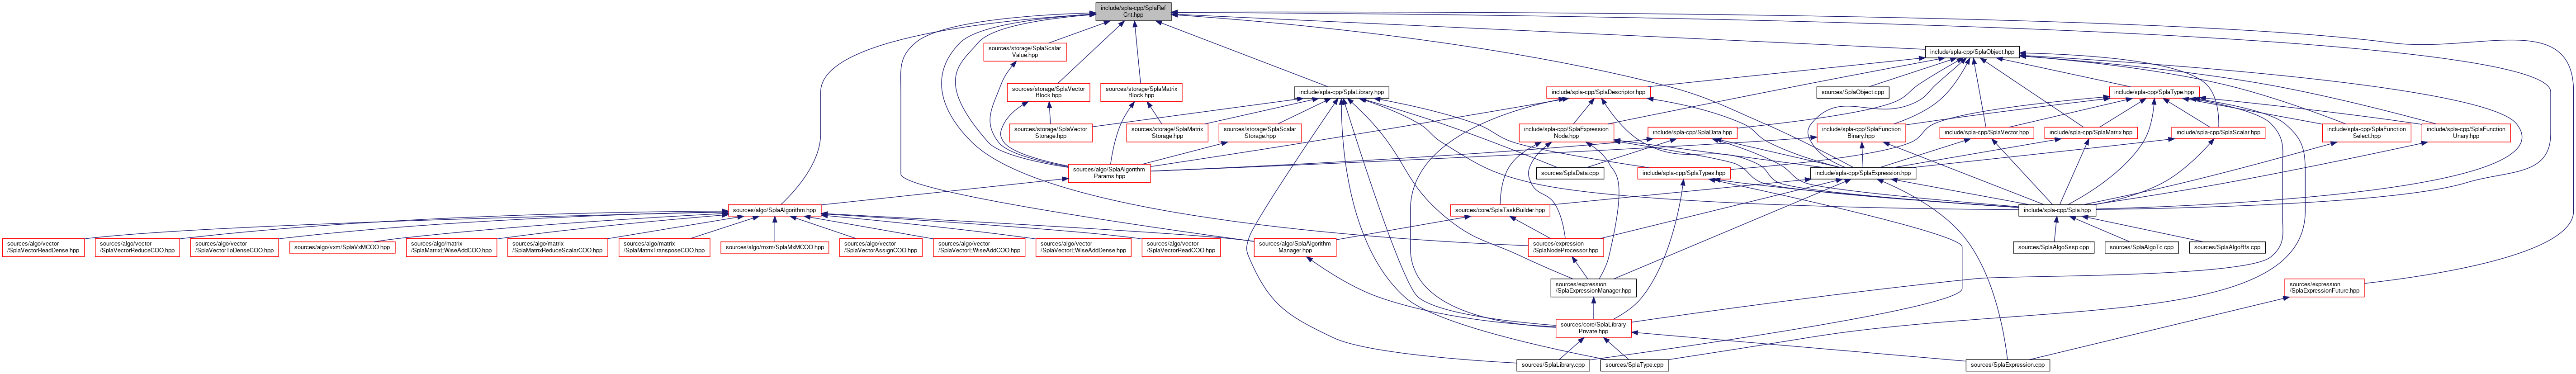 include/spla-cpp/SplaRef
Cnt.hpp
sources/storage/SplaScalar
Value.hpp
include/spla-cpp/SplaObject.hpp
sources/storage/SplaVector
Block.hpp
sources/storage/SplaMatrix
Block.hpp
include/spla-cpp/SplaLibrary.hpp
include/spla-cpp/SplaDescriptor.hpp
sources/SplaObject.cpp
include/spla-cpp/SplaType.hpp
sources/storage/SplaVector
Storage.hpp
sources/storage/SplaMatrix
Storage.hpp
sources/storage/SplaScalar
Storage.hpp
include/spla-cpp/SplaExpression
Node.hpp
include/spla-cpp/SplaData.hpp
include/spla-cpp/SplaFunction
Binary.hpp
include/spla-cpp/SplaVector.hpp
include/spla-cpp/SplaMatrix.hpp
include/spla-cpp/SplaScalar.hpp
include/spla-cpp/SplaFunction
Select.hpp
include/spla-cpp/SplaFunction
Unary.hpp
sources/algo/SplaAlgorithm
Params.hpp
sources/SplaData.cpp
include/spla-cpp/SplaTypes.hpp
include/spla-cpp/SplaExpression.hpp
sources/algo/SplaAlgorithm.hpp
sources/core/SplaTaskBuilder.hpp
include/spla-cpp/Spla.hpp
sources/algo/vector
/SplaVectorReadDense.hpp
sources/algo/vector
/SplaVectorReduceCOO.hpp
sources/algo/vector
/SplaVectorToDenseCOO.hpp
sources/algo/vxm/SplaVxMCOO.hpp
sources/algo/matrix
/SplaMatrixEWiseAddCOO.hpp
sources/algo/matrix
/SplaMatrixReduceScalarCOO.hpp
sources/algo/matrix
/SplaMatrixTransposeCOO.hpp
sources/algo/mxm/SplaMxMCOO.hpp
sources/algo/vector
/SplaVectorAssignCOO.hpp
sources/algo/vector
/SplaVectorEWiseAddCOO.hpp
sources/algo/vector
/SplaVectorEWiseAddDense.hpp
sources/algo/vector
/SplaVectorReadCOO.hpp
sources/algo/SplaAlgorithm
Manager.hpp
sources/expression
/SplaNodeProcessor.hpp
sources/SplaAlgoSssp.cpp
sources/SplaAlgoTc.cpp
sources/SplaAlgoBfs.cpp
sources/expression
/SplaExpressionManager.hpp
sources/expression
/SplaExpressionFuture.hpp
sources/core/SplaLibrary
Private.hpp
sources/SplaLibrary.cpp
sources/SplaType.cpp
sources/SplaExpression.cpp